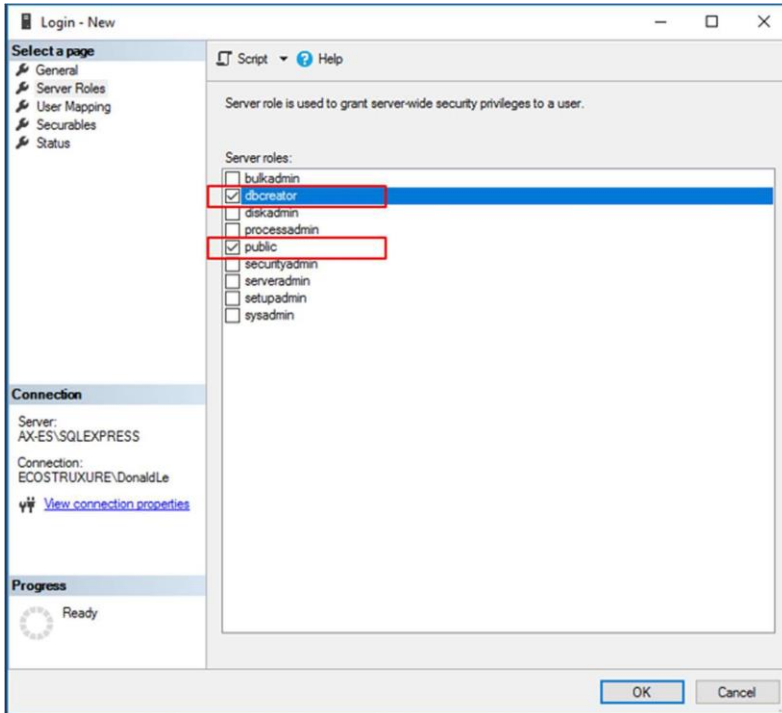 Login - New
Select a page
General
Server Roles
User Mapping
Securables
Status
Script
Help
Server role is used to grant server-wide security privileges to a user.
Server roles:
bulkadmin
dbcreator
diskadmin
processadmin
public
securityadmin
serveradmin
setupadmin
sysadmin
Connection
Server:
AX-ES\SQLEXPRESS
Connection:
ECOSTRUXURE\DonaldLe
View connection properties
Progress
Ready
OK
Cancel